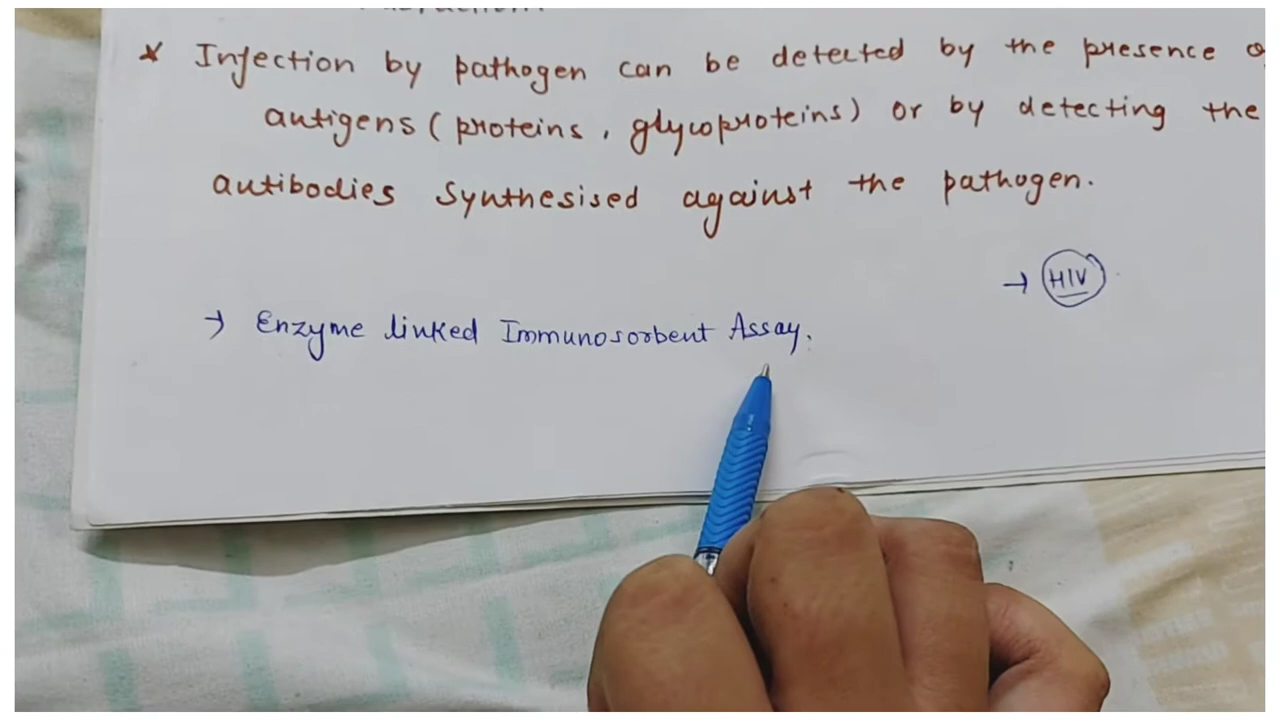 * Infection by pathogen can be detected by the presence
antigens (proteins, glycoproteins) or by detecting the
antibodies synthesised against the pathogen.
→ HIV
→ Enzyme linked Immunosorbent Assay.